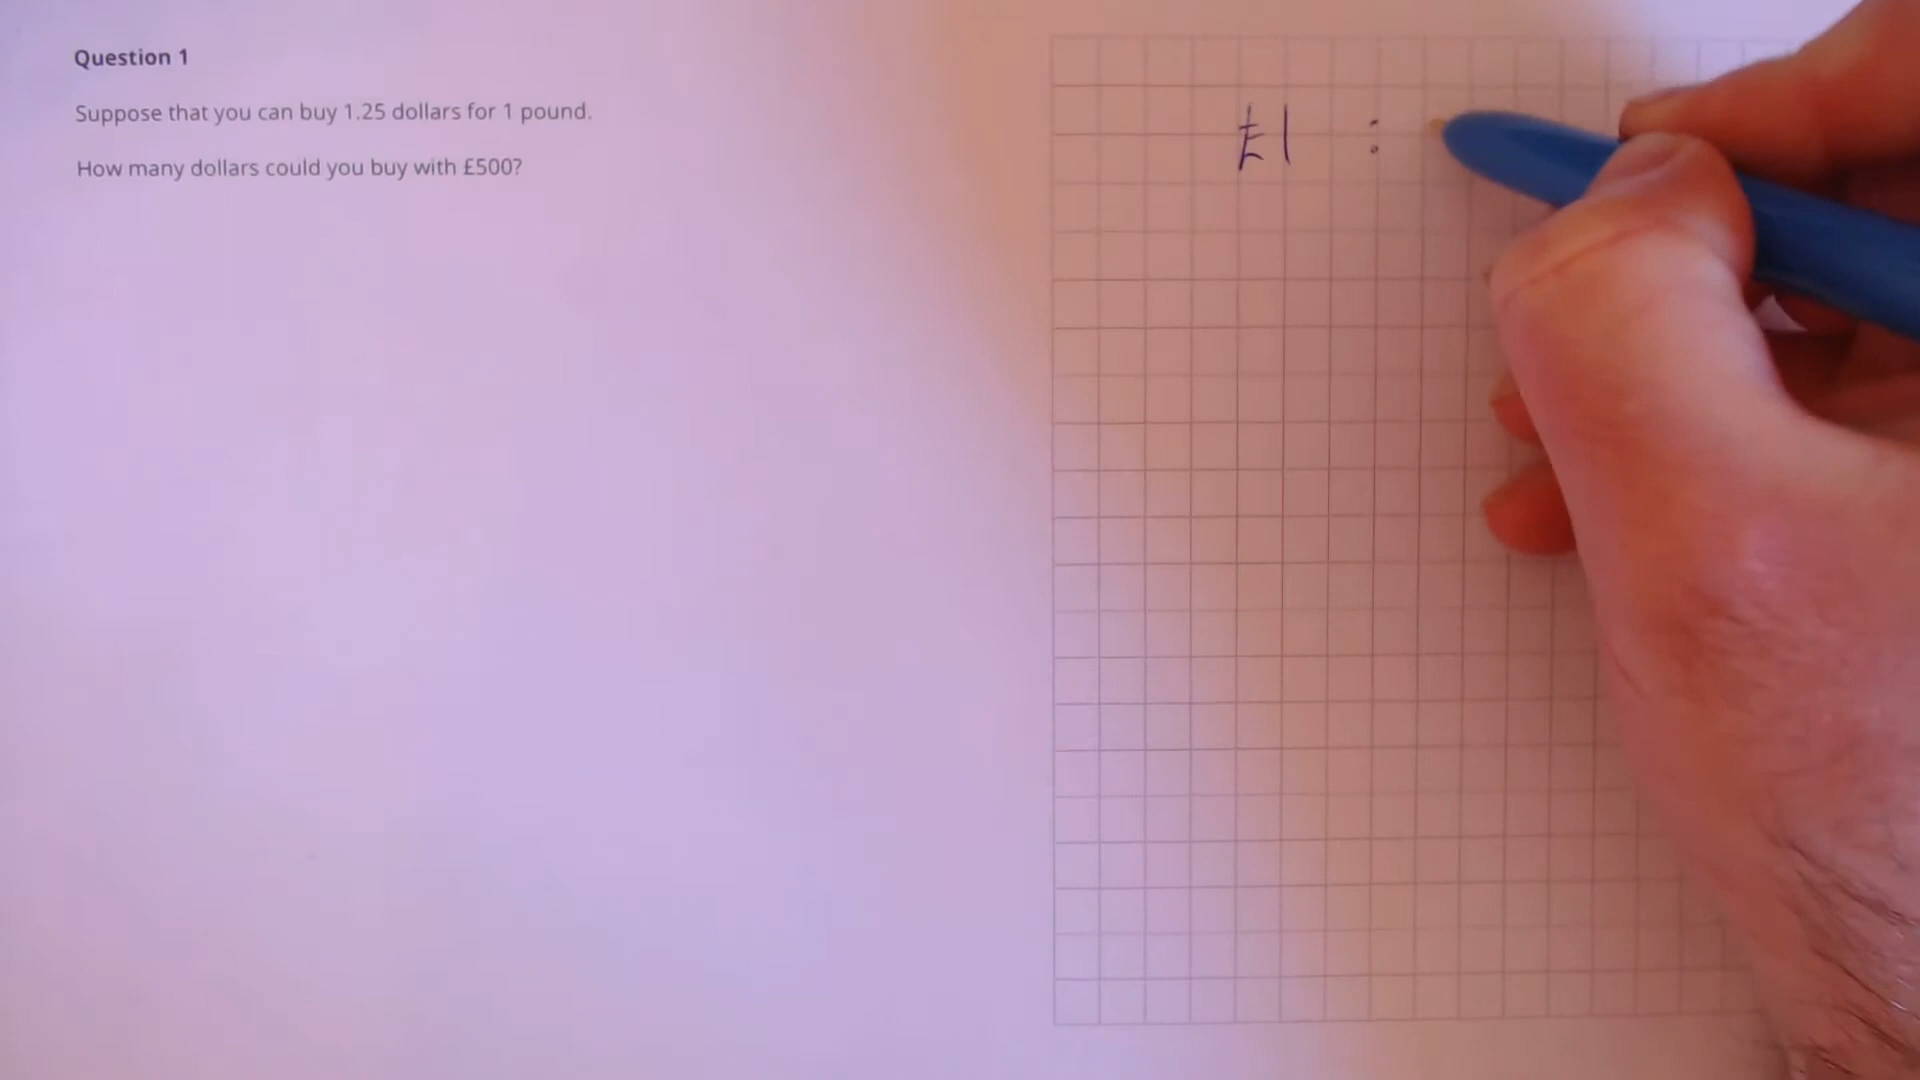 Question 1
Suppose that you can buy 1.25 dollars for 1 pound.
How many dollars could you buy with £500?
£1 :